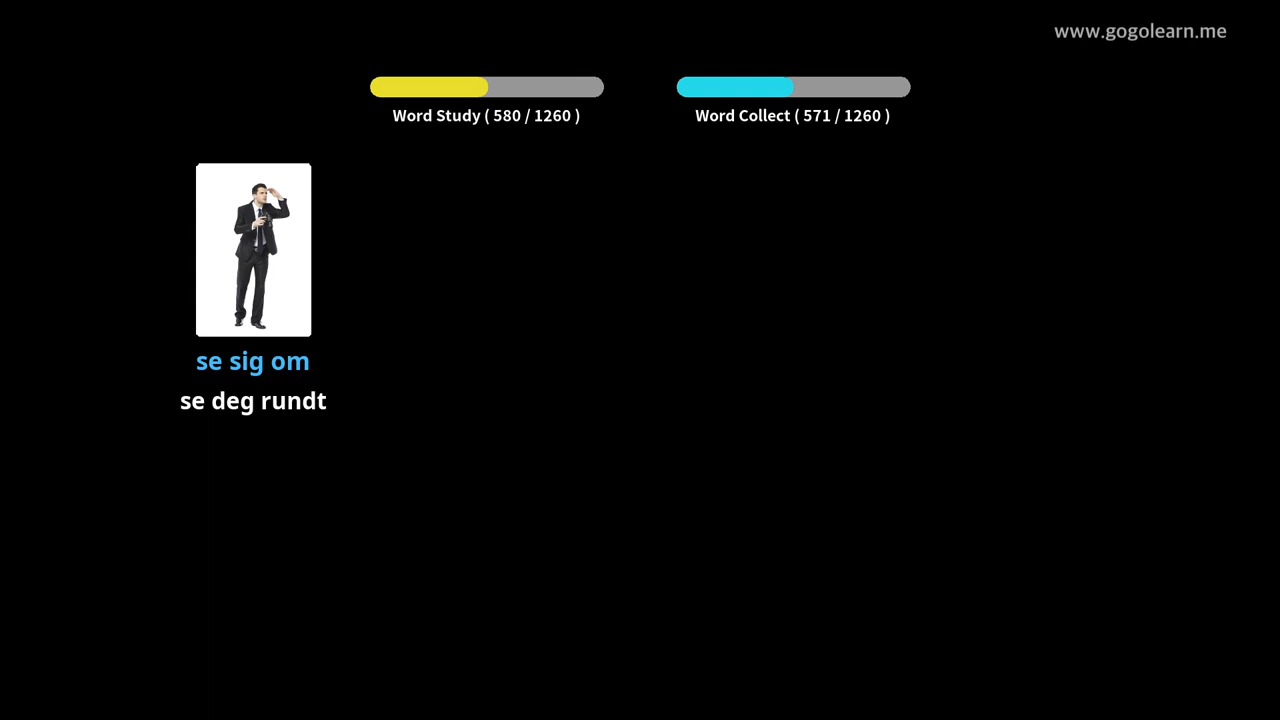 www.gogolearn.me
Word Study ( 580 / 1260 )
Word Collect ( 571 / 1260 )
se sig om
se deg rundt